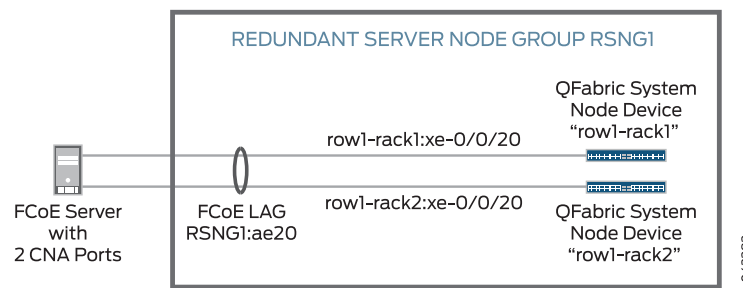 REDUNDANT SERVER NODE GROUP RSNG1
QFabric System
Node Device
“row1-rack1”
row1-rack1:xe-0/0/20
row1-rack2:xe-0/0/20
FCoE Server
with
2 CNA Ports
FCoE LAG
RSNG1:ae20
QFabric System
Node Device
“row1-rack2”